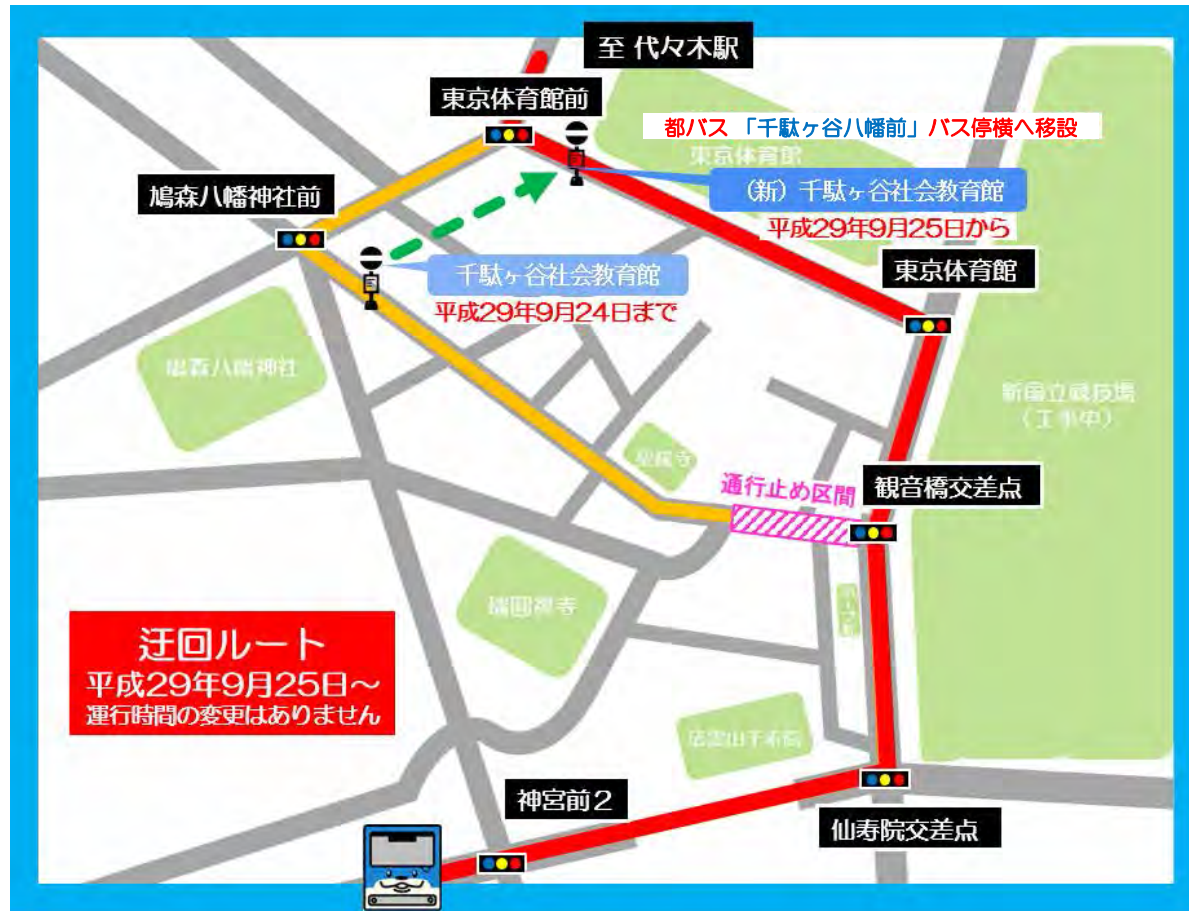 至 代々木駅
東京体育館前
都バス 「千駄ヶ谷八幡前」バス停横へ移設
東京体育館
鳩森八幡神社前
(新) 千駄ヶ谷社会教育館
平成29年9月25日から
東京体育館
千駄ヶ谷社会教育館
平成29年9月24日まで
鳩森八幡神社
新国立競技場
(工事中)
通行止め区間
観音橋交差点
瑞圓禅寺
迂回ルート
平成29年9月25日~
運行時間の変更はありません
神宮前2
仙寿院交差点